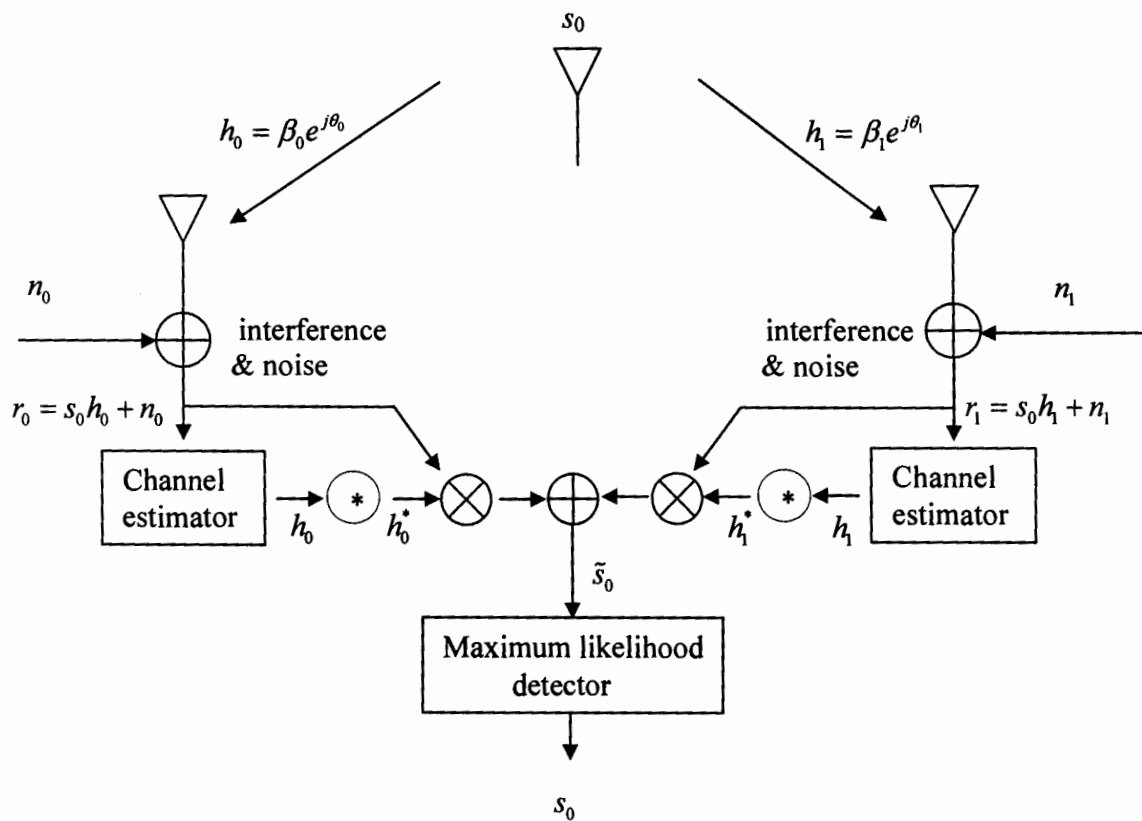 s₀
h₀ = β₀e^{jθ₀}
h₁ = β₁e^{jθ₁}
n₀
n₁
interference
& noise
interference
& noise
r₀ = s₀h₀ + n₀
r₁ = s₀h₁ + n₁
Channel
estimator
h₀
*
h₀*
h₁*
*
h₁
Channel
estimator
s̃₀
Maximum likelihood
detector
s₀